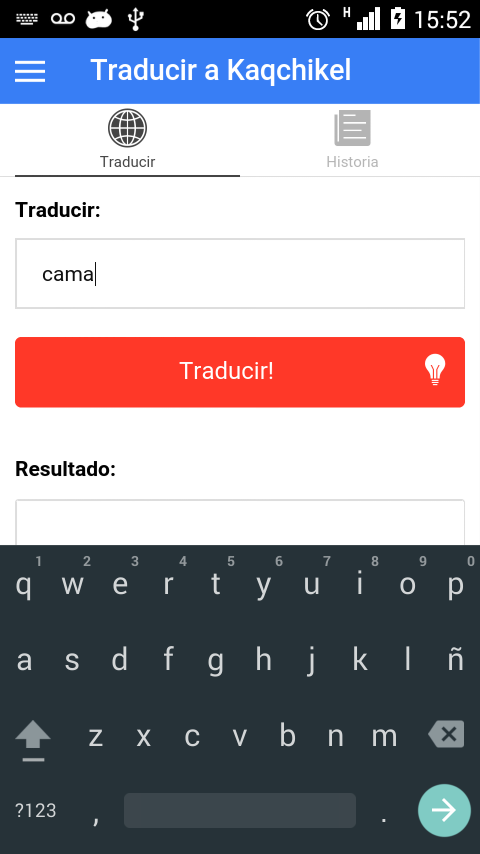 H 15:52
Traducir a Kaqchikel
Traducir Historia
Traducir:
cama
Traducir!
Resultado:
1 2 3 4 5 6 7 8 9 0
q w e r t y u i o p
a s d f g h j k l ñ
z x c v b n m
?123 , .